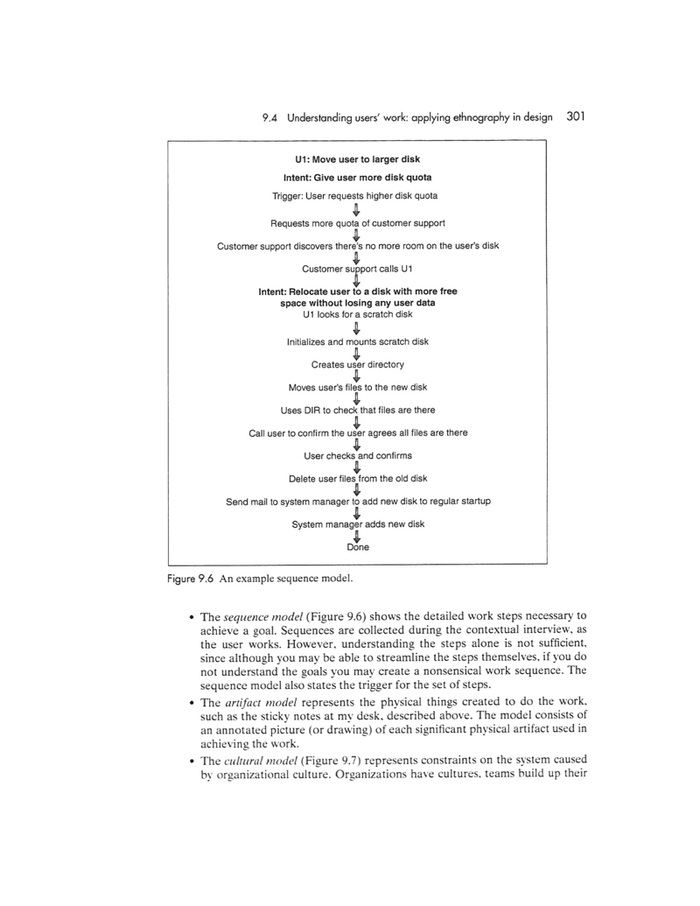 9.4 Understanding users' work: applying ethnography in design 301
U1: Move user to larger disk
Intent: Give user more disk quota
Trigger: User requests higher disk quota
Requests more quota of customer support
Customer support discovers there's no more room on the user's disk
Customer support calls U1
Intent: Relocate user to a disk with more free
space without losing any user data
U1 looks for a scratch disk
Initializes and mounts scratch disk
Creates user directory
Moves user's files to the new disk
Uses DIR to check that files are there
Call user to confirm the user agrees all files are there
User checks and confirms
Delete user files from the old disk
Send mail to system manager to add new disk to regular startup
System manager adds new disk
Done
Figure 9.6 An example sequence model.
• The sequence model (Figure 9.6) shows the detailed work steps necessary to
achieve a goal. Sequences are collected during the contextual interview, as
the user works. However, understanding the steps alone is not sufficient,
since although you may be able to streamline the steps themselves, if you do
not understand the goals you may create a nonsensical work sequence. The
sequence model also states the trigger for the set of steps.
• The artifact model represents the physical things created to do the work,
such as the sticky notes at my desk, described above. The model consists of
an annotated picture (or drawing) of each significant physical artifact used in
achieving the work.
• The cultural model (Figure 9.7) represents constraints on the system caused
by organizational culture. Organizations have cultures, teams build up their